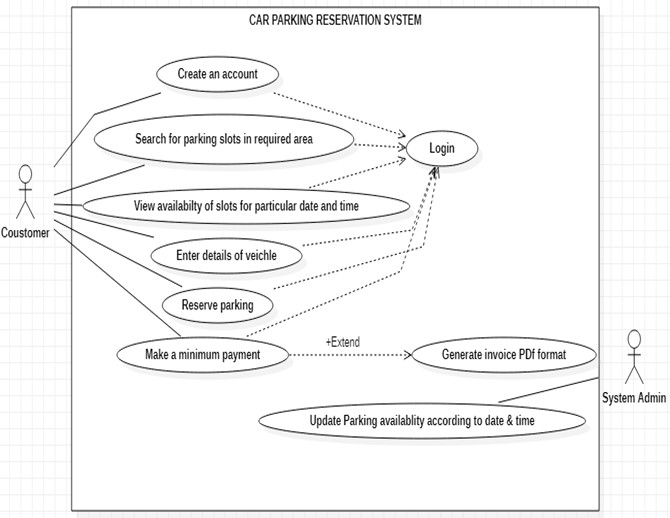 CAR PARKING RESERVATION SYSTEM
Create an account
Search for parking slots in required area
Login
View availabilty of slots for particular date and time
Coustomer
Enter details of veichle
Reserve parking
+Extend
Make a minimum payment
Generate invoice PDf format
System Admin
Update Parking availablity according to date & time